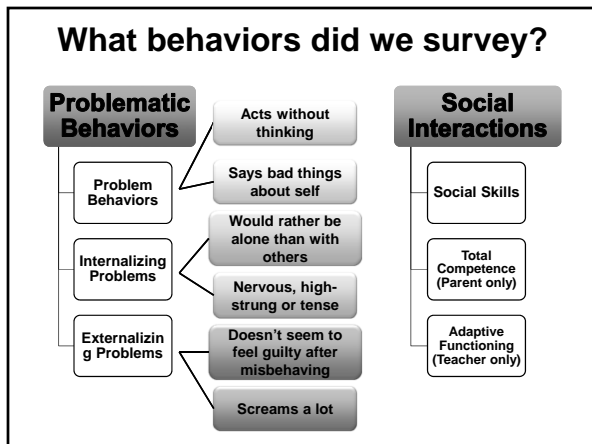 What behaviors did we survey?
Problematic
Behaviors
Problem
Behaviors
Internalizing
Problems
Externalizin
g Problems
Acts without
thinking
Says bad things
about self
Would rather be
alone than with
others
Nervous, high-
strung or tense
Doesn't seem to
feel guilty after
misbehaving
Screams a lot
Social
Interactions
Social Skills
Total
Competence
(Parent only)
Adaptive
Functioning
(Teacher only)